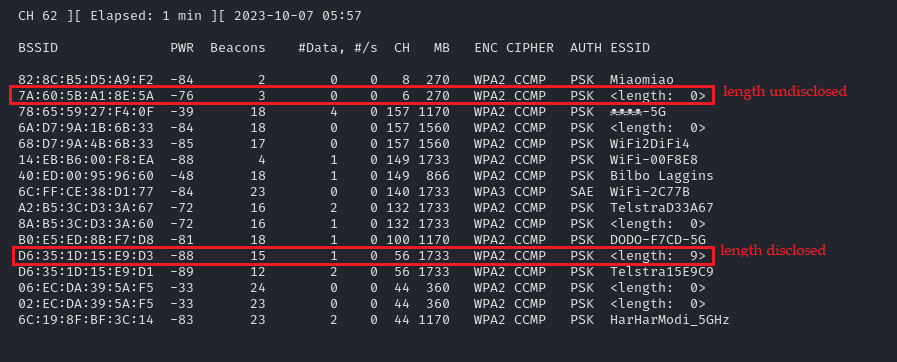 CH 62 ][ Elapsed: 1 min ][ 2023-10-07 05:57
BSSID PWR Beacons #Data, #/s CH MB ENC CIPHER AUTH ESSID
82:8C:B5:D5:A9:F2 -84 2 0 0 8 270 WPA2 CCMP PSK Miaomiao
7A:60:5B:A1:8E:5A -76 3 0 0 6 270 WPA2 CCMP PSK <length: 0> length undisclosed
78:65:59:27:F4:0F -39 18 4 0 157 1170 WPA2 CCMP PSK -5G
6A:D7:9A:1B:6B:33 -84 18 0 0 157 1560 WPA2 CCMP PSK <length: 0>
68:D7:9A:4B:6B:33 -85 17 0 0 157 1560 WPA2 CCMP PSK WiFi2DiFi4
14:EB:B6:00:F8:EA -88 4 1 0 149 1733 WPA2 CCMP PSK WiFi-00F8E8
40:ED:00:95:96:60 -48 18 1 0 149 866 WPA2 CCMP PSK Bilbo Laggins
6C:FF:CE:38:D1:77 -84 23 0 0 140 1733 WPA3 CCMP SAE WiFi-2C77B
A2:B5:3C:D3:3A:67 -72 16 2 0 132 1733 WPA2 CCMP PSK TelstraD33A67
8A:B5:3C:D3:3A:60 -72 16 1 0 132 1733 WPA2 CCMP PSK <length: 0>
B0:E5:ED:8B:F7:D8 -81 18 1 0 100 1170 WPA2 CCMP PSK DODO-F7CD-5G
D6:35:1D:15:E9:D3 -88 15 1 0 56 1733 WPA2 CCMP PSK <length: 9> length disclosed
D6:35:1D:15:E9:D1 -89 12 2 0 56 1733 WPA2 CCMP PSK Telstra15E9C9
06:EC:DA:39:5A:F5 -33 24 0 0 44 360 WPA2 CCMP PSK <length: 0>
02:EC:DA:39:5A:F5 -33 23 0 0 44 360 WPA2 CCMP PSK <length: 0>
6C:19:8F:BF:3C:14 -83 23 2 0 44 1170 WPA2 CCMP PSK HarHarModi_5GHz